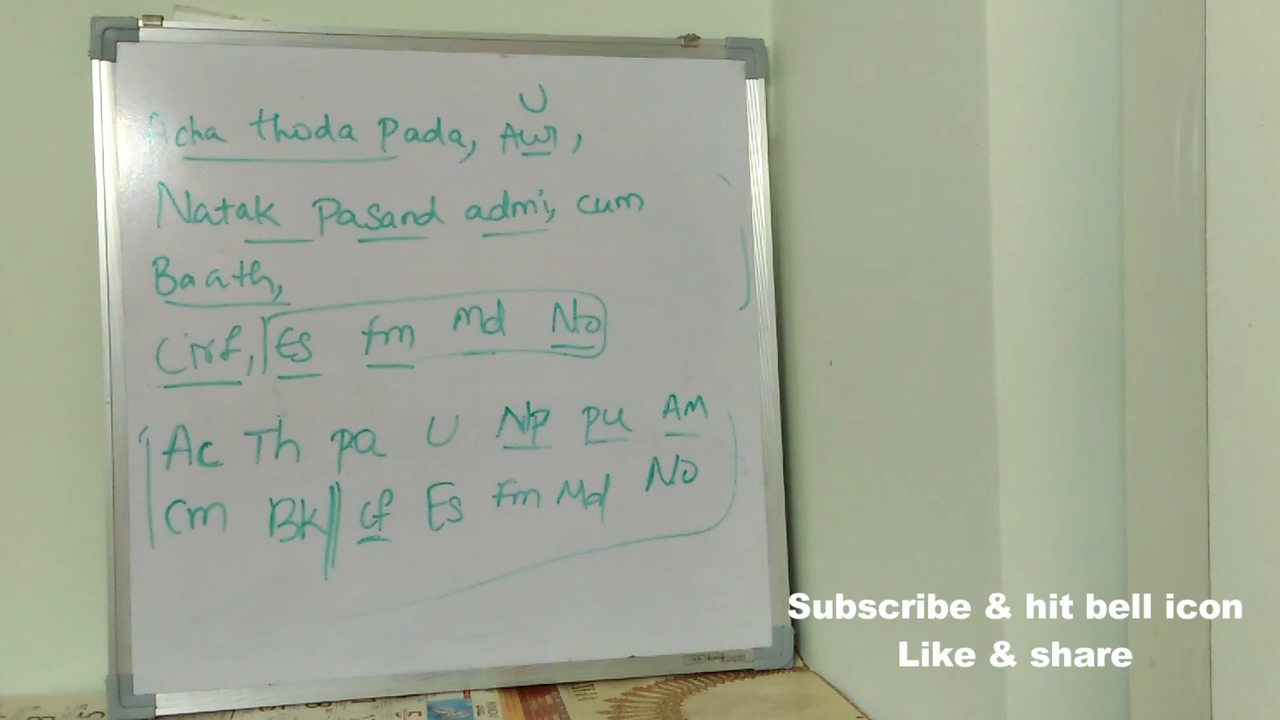 U
Acha thoda Pada, Awr,
Natak Pasand admi, cum
Baath,
Cirf, Es fm Md No
Ac Th pa U Np pu AM
Cm Bk cf Es Fm Md No
Subscribe & hit bell icon
Like & share